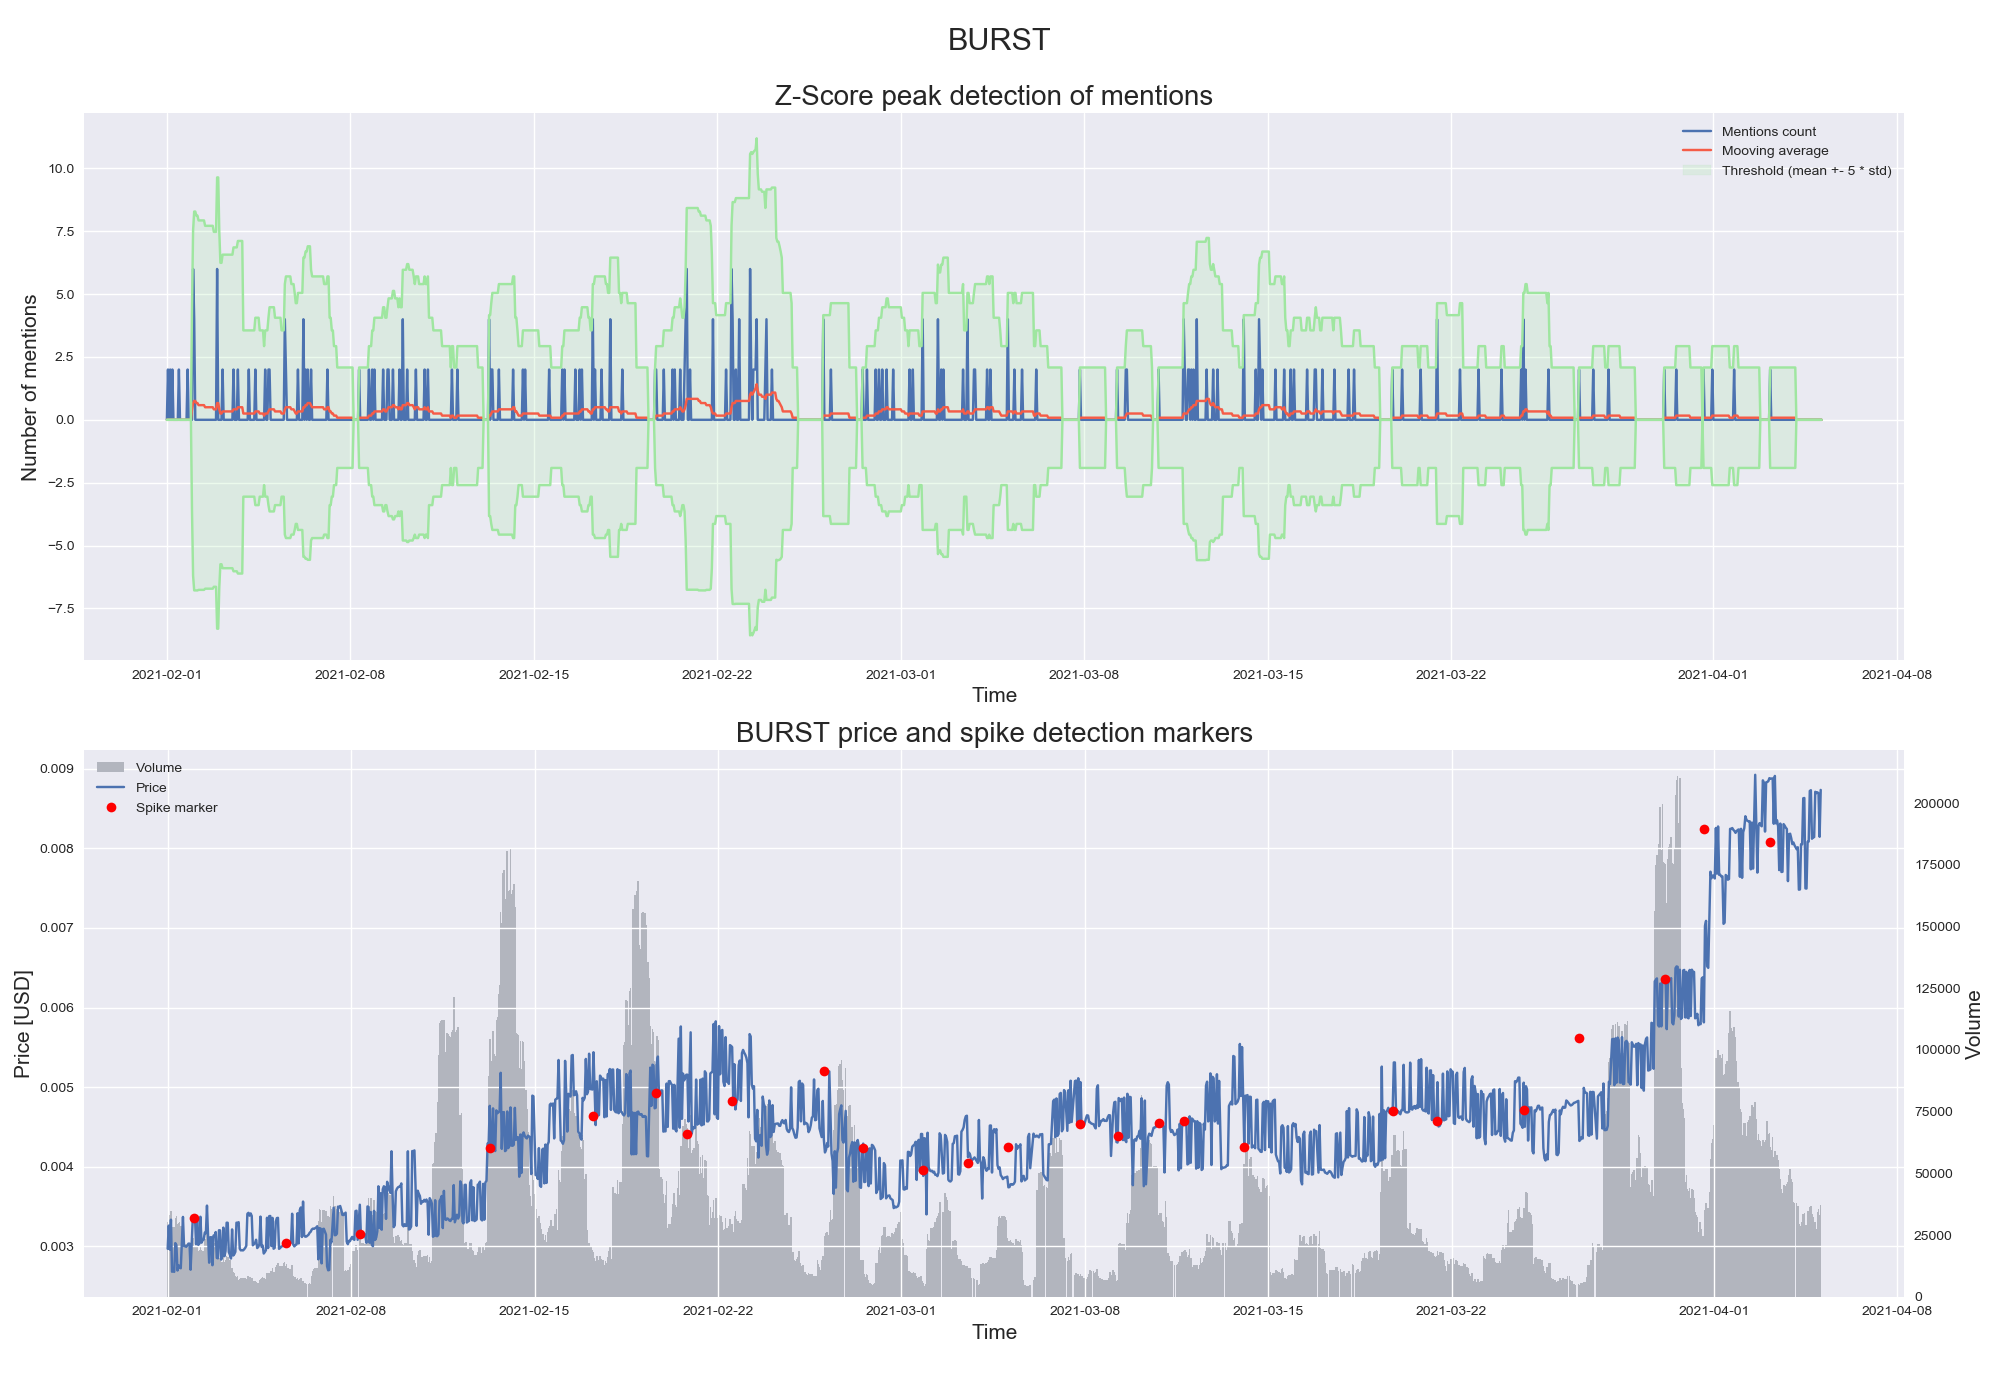 BURST
Z-Score peak detection of mentions
Mentions count
Mooving average
Threshold (mean +- 5 * std)
10.0
7.5
5.0
2.5
0.0
−2.5
−5.0
−7.5
Number of mentions
2021-02-01 2021-02-08 2021-02-15 2021-02-22 2021-03-01 2021-03-08 2021-03-15 2021-03-22 2021-04-01 2021-04-08
Time
BURST price and spike detection markers
Volume
Price
Spike marker
0.009
0.008
0.007
0.006
0.005
0.004
0.003
Price [USD]
200000
175000
150000
125000
100000
75000
50000
25000
0
Volume
2021-02-01 2021-02-08 2021-02-15 2021-02-22 2021-03-01 2021-03-08 2021-03-15 2021-03-22 2021-04-01 2021-04-08
Time